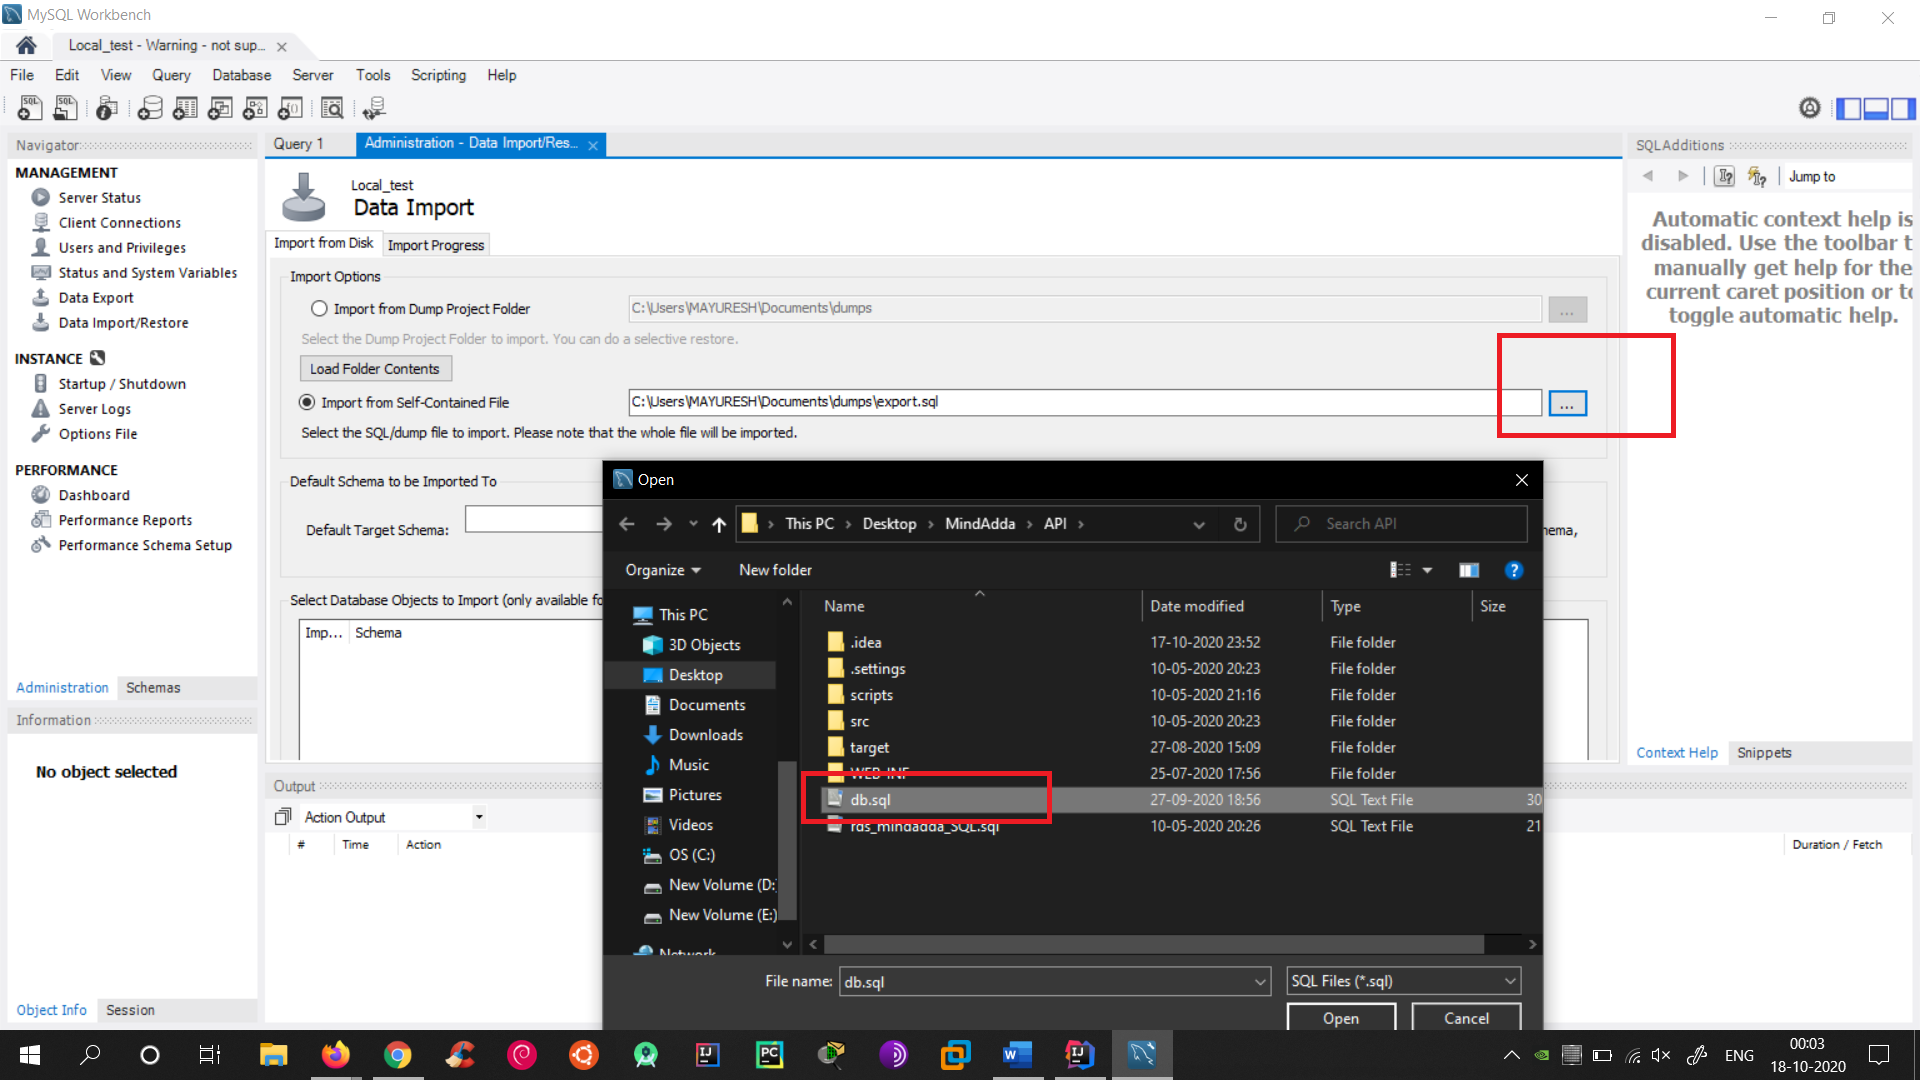 MySQL Workbench
Local_test - Warning - not sup...
File Edit View Query Database Server Tools Scripting Help
Navigator
MANAGEMENT
Server Status
Client Connections
Users and Privileges
Status and System Variables
Data Export
Data Import/Restore
INSTANCE
Startup / Shutdown
Server Logs
Options File
PERFORMANCE
Dashboard
Performance Reports
Performance Schema Setup
Administration Schemas
Information
No object selected
Object Info Session
Query 1 Administration - Data Import/Res...
Local_test
Data Import
Import from Disk Import Progress
Import Options
Import from Dump Project Folder C:\Users\MAYURESH\Documents\dumps ...
Select the Dump Project Folder to import. You can do a selective restore.
Load Folder Contents
Import from Self-Contained File C:\Users\MAYURESH\Documents\dumps\export.sql ...
Select the SQL/dump file to import. Please note that the whole file will be imported.
Default Schema to be Imported To
Default Target Schema: hema,
Select Database Objects to Import (only available fo
Imp... Schema
Output
Action Output
# Time Action Duration / Fetch
SQLAdditions
Jump to
Automatic context help is
disabled. Use the toolbar t
manually get help for the
current caret position or to
toggle automatic help.
Context Help Snippets
Open
This PC Desktop MindAdda API Search API
Organize New folder
This PC
3D Objects
Desktop
Documents
Downloads
Music
Pictures
Videos
OS (C:)
New Volume (D:
New Volume (E:)
Network
Name Date modified Type Size
.idea 17-10-2020 23:52 File folder
.settings 10-05-2020 20:23 File folder
scripts 10-05-2020 21:16 File folder
src 10-05-2020 20:23 File folder
target 27-08-2020 15:09 File folder
WEB-INF 25-07-2020 17:56 File folder
db.sql 27-09-2020 18:56 SQL Text File 30
rds_mindadda_SQL.sql 10-05-2020 20:26 SQL Text File 21
File name: db.sql SQL Files (*.sql)
Open Cancel
ENG
00:03
18-10-2020